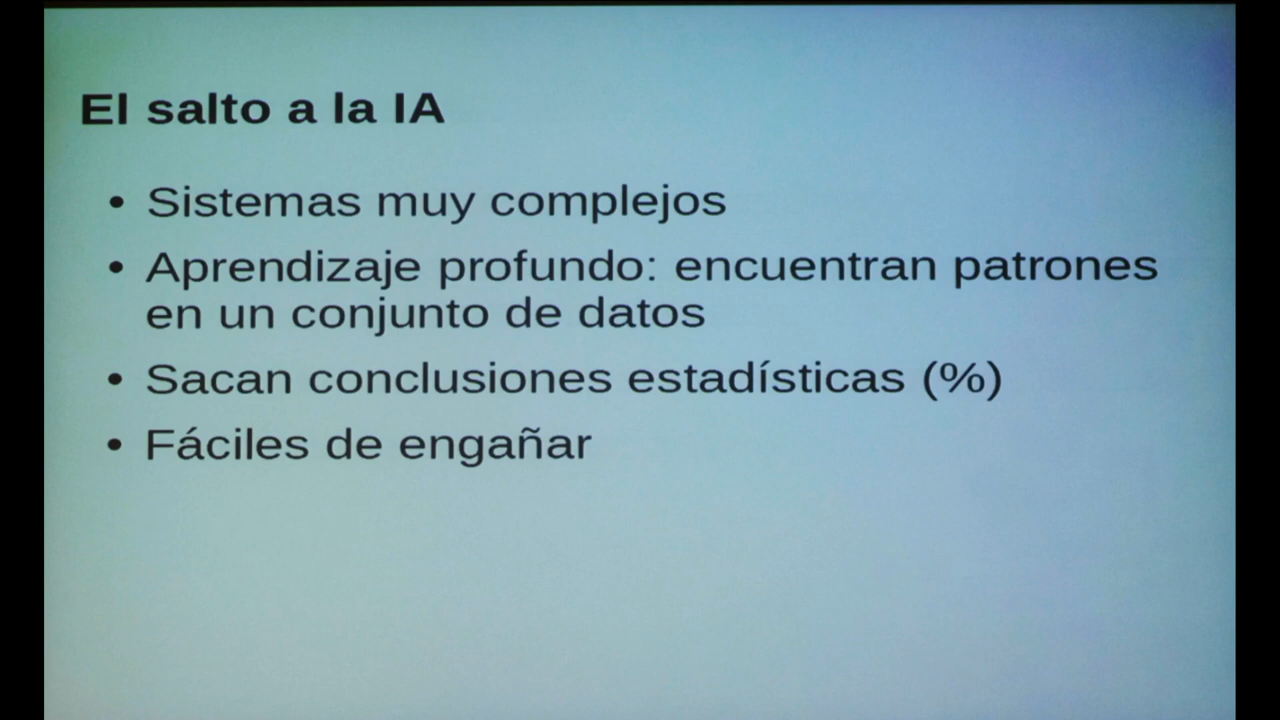 El salto a la IA
• Sistemas muy complejos
• Aprendizaje profundo: encuentran patrones
en un conjunto de datos
• Sacan conclusiones estadísticas (%)
• Fáciles de engañar